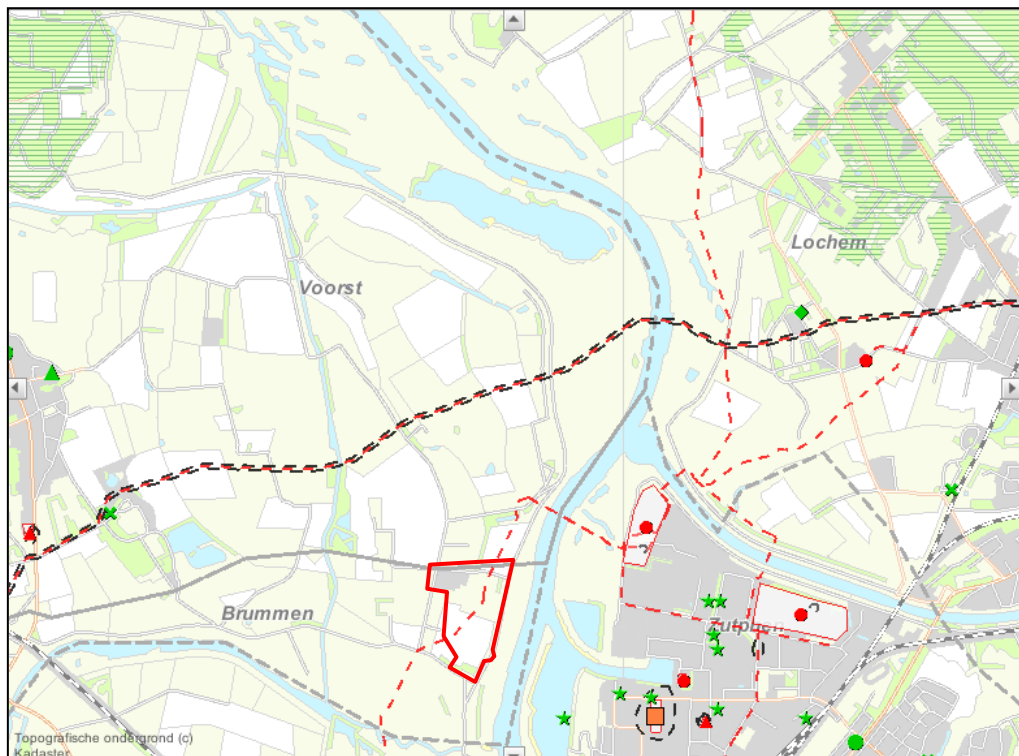 Lochem
Voorst
Brummen
Zutphen
Topografische ondergrond (c)
Kadaster